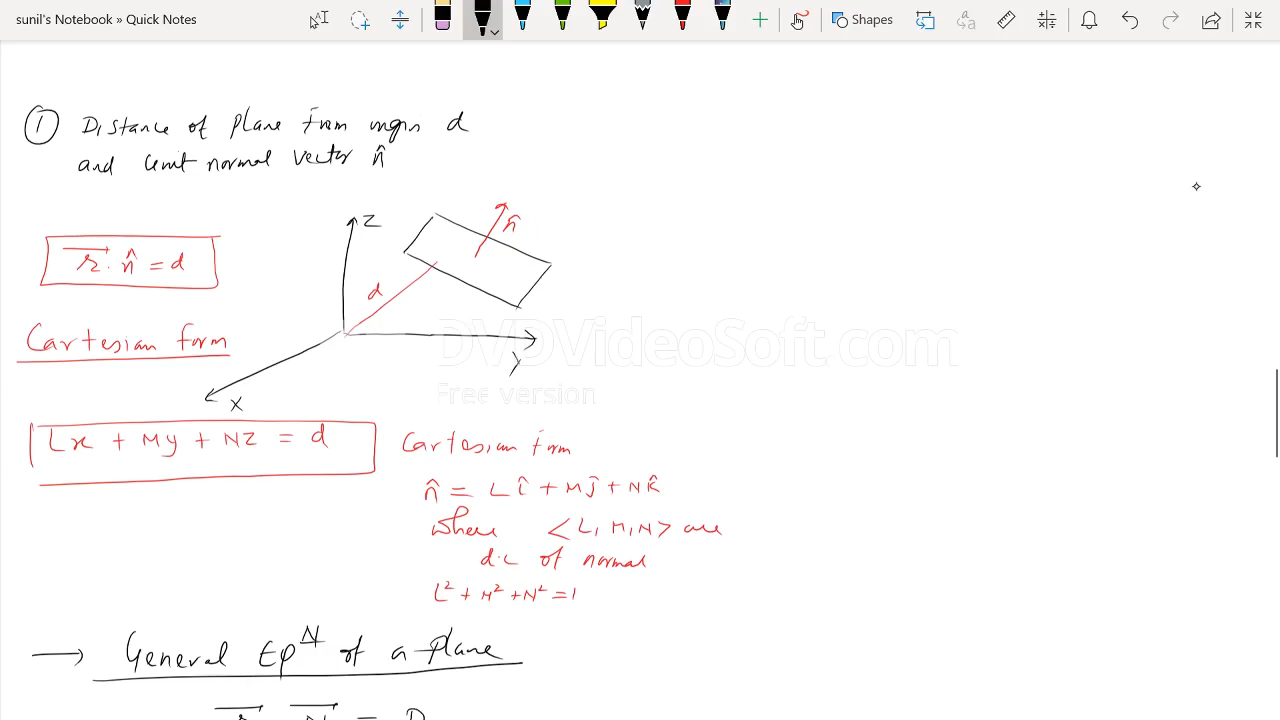 sunil's Notebook » Quick Notes
Shapes
① Distance of plane from origin d
and unit normal vector n̂
Z
n̂
r⃗ . n̂ = d
d
Cartesian form
DVDVideoSoft.com
Y
Free version
X
Lx + My + NZ = d
Cartesian form
n̂ = L î + M ĵ + N k̂
where <L, M, N> are
d.c of normal
L² + M² + N² = 1
→ General Eqᴺ of a plane
r⃗ N⃗ = D